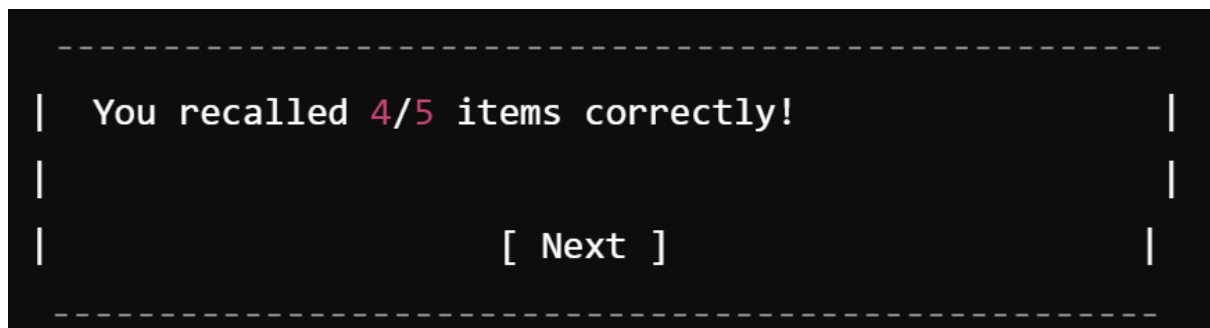 ----------------------------------------------------
|  You recalled 4/5 items correctly!                  |
|                                                     |
|                     [ Next ]                       |
----------------------------------------------------